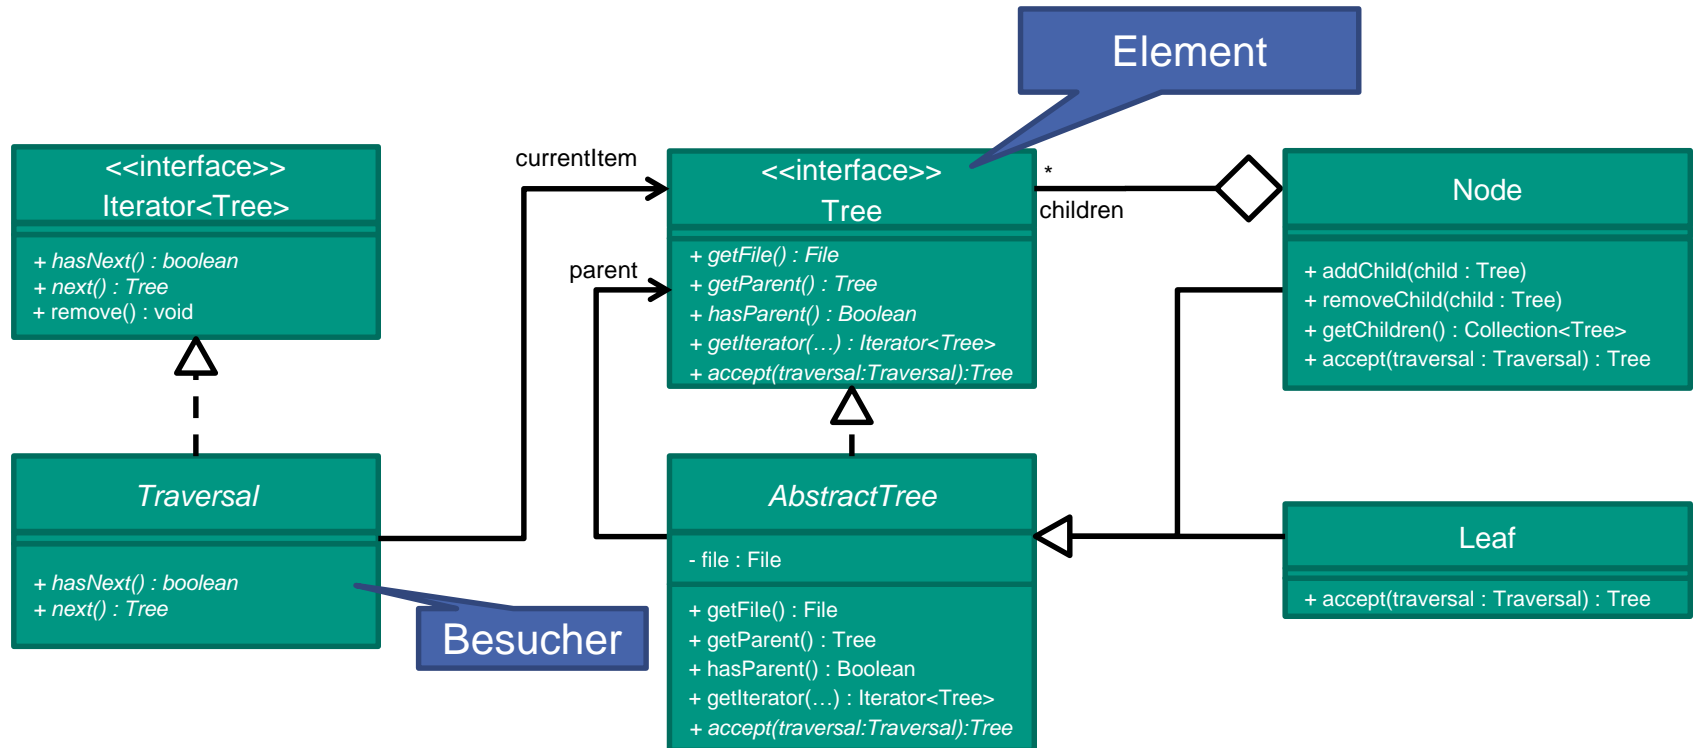 Element
<<interface>>
Iterator<Tree>
+ hasNext() : boolean
+ next() : Tree
+ remove() : void
currentItem
<<interface>>
Tree
+ getFile() : File
+ getParent() : Tree
+ hasParent() : Boolean
+ getIterator(…) : Iterator<Tree>
+ accept(traversal:Traversal):Tree
*
children
parent
Node
+ addChild(child : Tree)
+ removeChild(child : Tree)
+ getChildren() : Collection<Tree>
+ accept(traversal : Traversal) : Tree
Traversal
+ hasNext() : boolean
+ next() : Tree
Besucher
AbstractTree
- file : File
+ getFile() : File
+ getParent() : Tree
+ hasParent() : Boolean
+ getIterator(…) : Iterator<Tree>
+ accept(traversal:Traversal):Tree
Leaf
+ accept(traversal : Traversal) : Tree